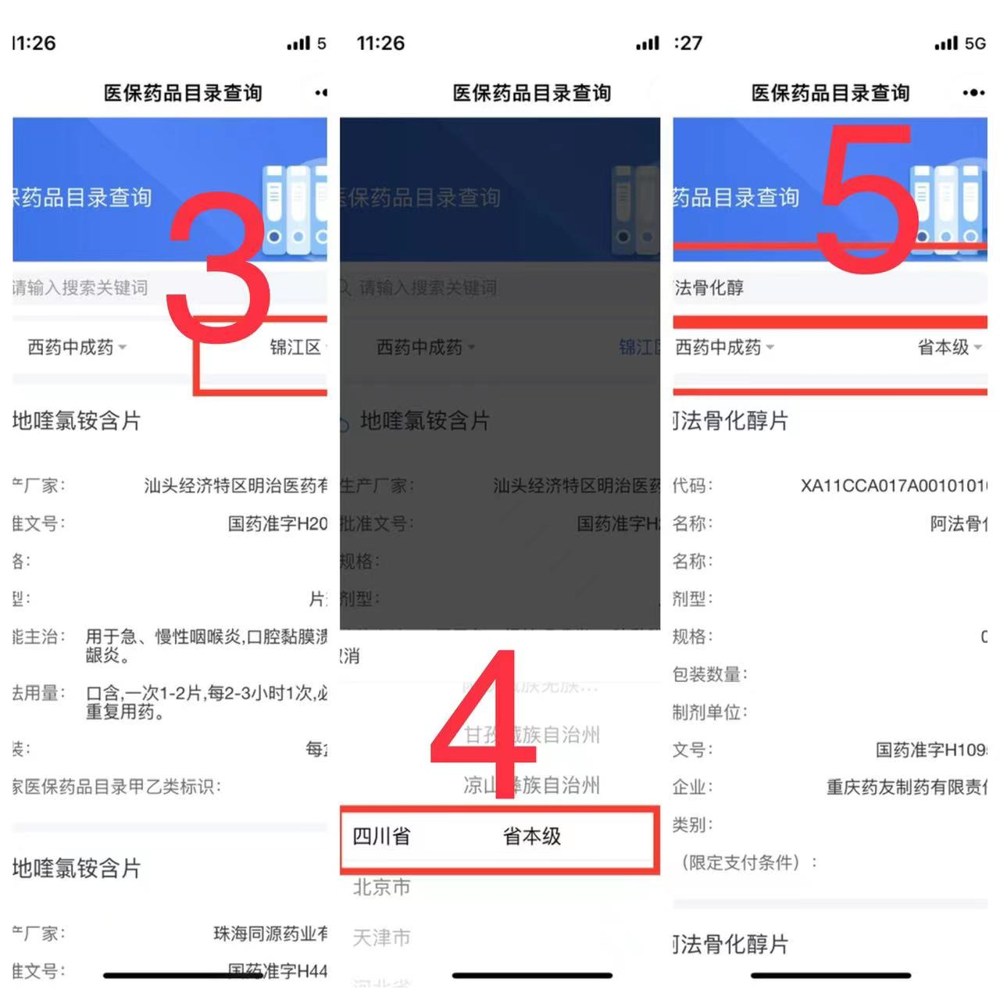 11:26
5
医保药品目录查询
保药品目录查询
3
请输入搜索关键词
西药中成药
锦江区
地喹氯铵含片
产厂家:
汕头经济特区明治医药有
准文号:
国药准字H20
格:
型:
片
能主治:
用于急、慢性咽喉炎,口腔黏膜溃
龈炎。
法用量:
口含,一次1-2片,每2-3小时1次,必
重复用药。
装:
每盒
家医保药品目录甲乙类标识:
地喹氯铵含片
产厂家:
珠海同源药业有
准文号:
国药准字H44
11:26
医保药品目录查询
医保药品目录查询
请输入搜索关键词
西药中成药
锦江区
地喹氯铵含片
生产厂家:
汕头经济特区明治医药
批准文号:
国药准字H2
规格:
剂型:
取消
4
甘孜藏族自治州
凉山彝族自治州
四川省
省本级
北京市
天津市
河北省
:27
5G
医保药品目录查询
药品目录查询
5
法骨化醇
西药中成药
省本级
阿法骨化醇片
代码:
XA11CCA017A0010101
名称:
阿法骨化
名称:
剂型:
规格:
0
包装数量:
制剂单位:
文号:
国药准字H109
企业:
重庆药友制药有限责任
类别:
（限定支付条件）:
阿法骨化醇片